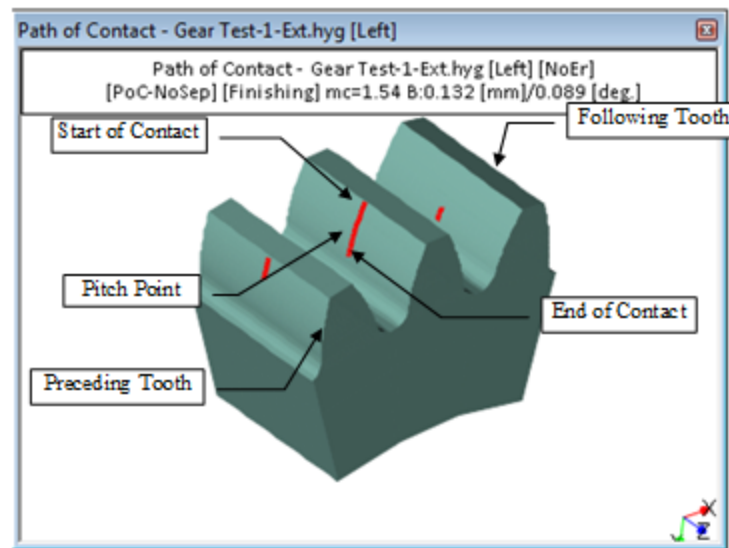 Path of Contact - Gear Test-1-Ext.hyg [Left]
Path of Contact - Gear Test-1-Ext.hyg [Left] [NoEr]
[PoC-NoSep] [Finishing] mc=1.54 B:0.132 [mm]/0.089 [deg.]
Start of Contact
Following Tooth
Pitch Point
End of Contact
Preceding Tooth
X
Y
Z